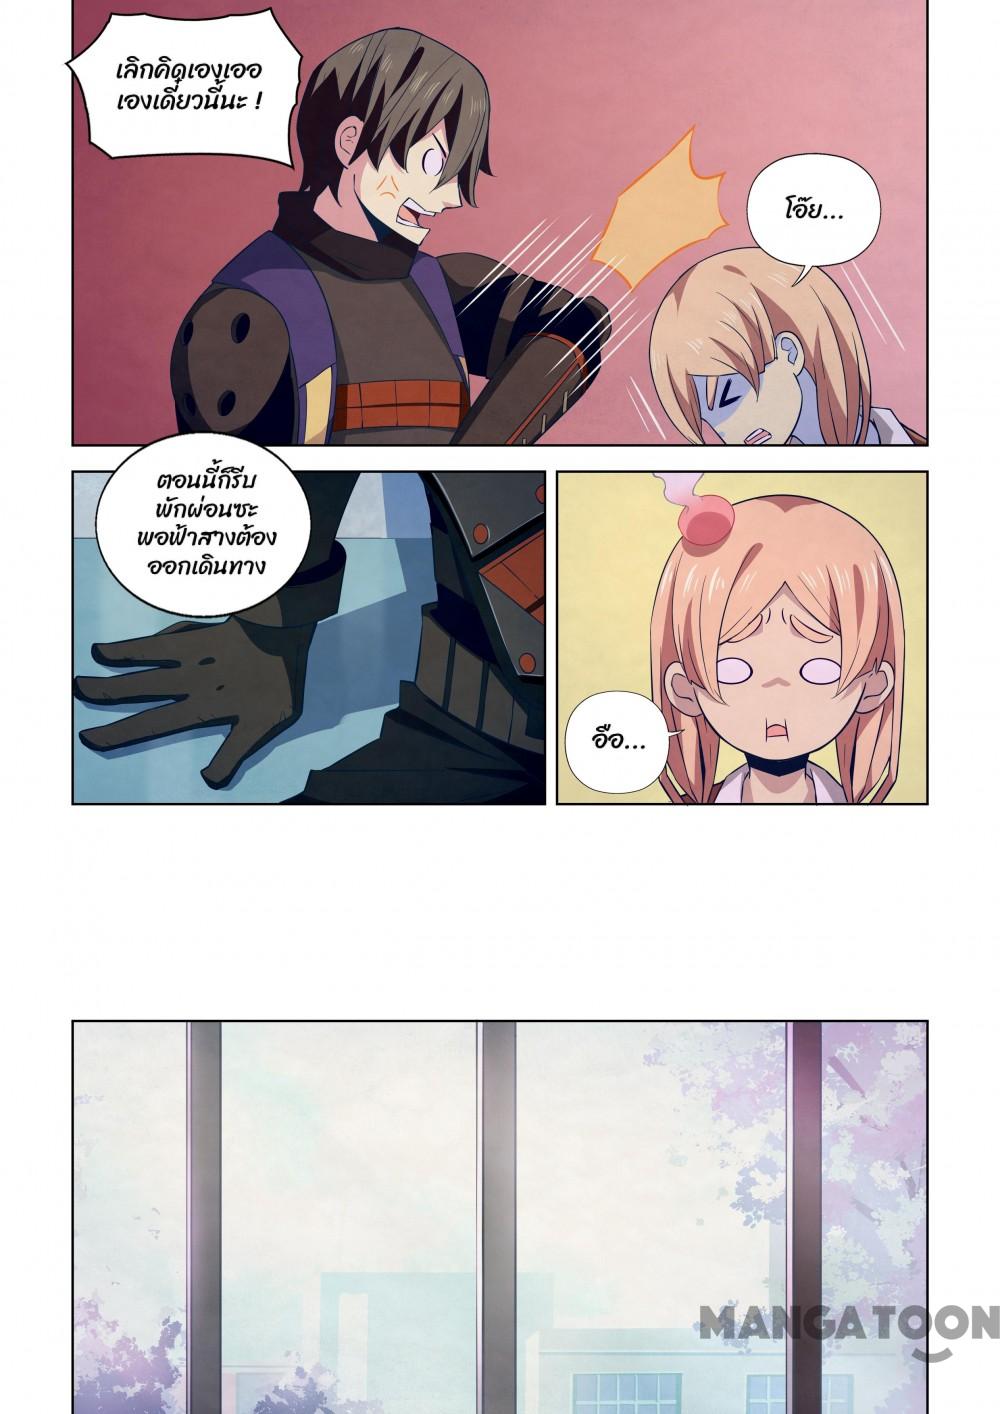 เลิกคิดเองเออ
เองเดี๋ยวนี้นะ !
โอ๊ย...
ตอนนี้ก็รีบ
พักผ่อนซะ
พอฟ้าสางต้อง
ออกเดินทาง
อือ...
MANGATOON